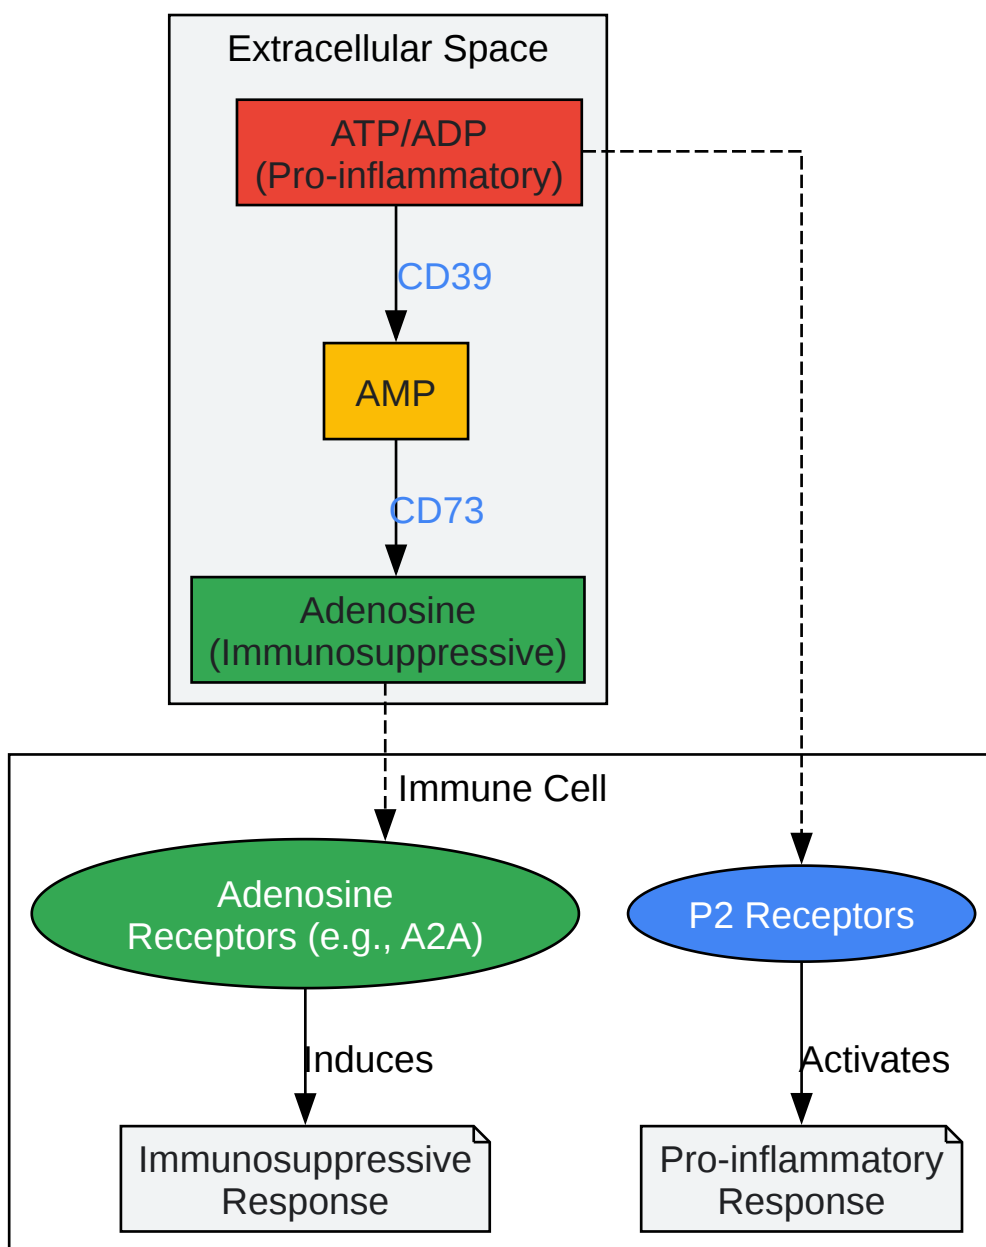 Extracellular Space
ATP/ADP
(Pro-inflammatory)
CD39
AMP
CD73
Adenosine
(Immunosuppressive)
Immune Cell
Adenosine
Receptors (e.g., A2A)
P2 Receptors
Induces
Activates
Immunosuppressive
Response
Pro-inflammatory
Response